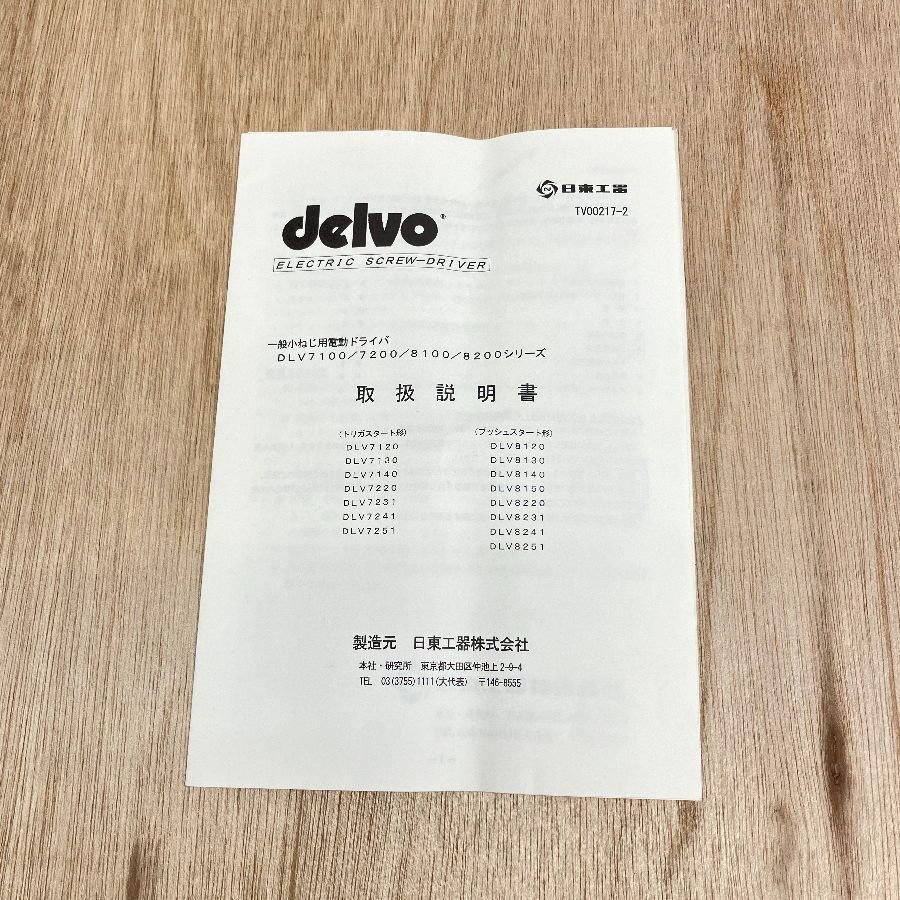 日東工器
TV00217-2
delvo®
ELECTRIC SCREW-DRIVER
一般小ねじ用電動ドライバ
DLV7100/7200/8100/8200シリーズ
取扱説明書
(トリガスタート形)
DLV7120
DLV7130
DLV7140
DLV7220
DLV7231
DLV7241
DLV7251
(プッシュスタート形)
DLV8120
DLV8130
DLV8140
DLV8150
DLV8220
DLV8231
DLV8241
DLV8251
製造元 日東工器株式会社
本社・研究所 東京都大田区仲池上2-9-4
TEL 03(3755)1111(大代表) 〒146-8555